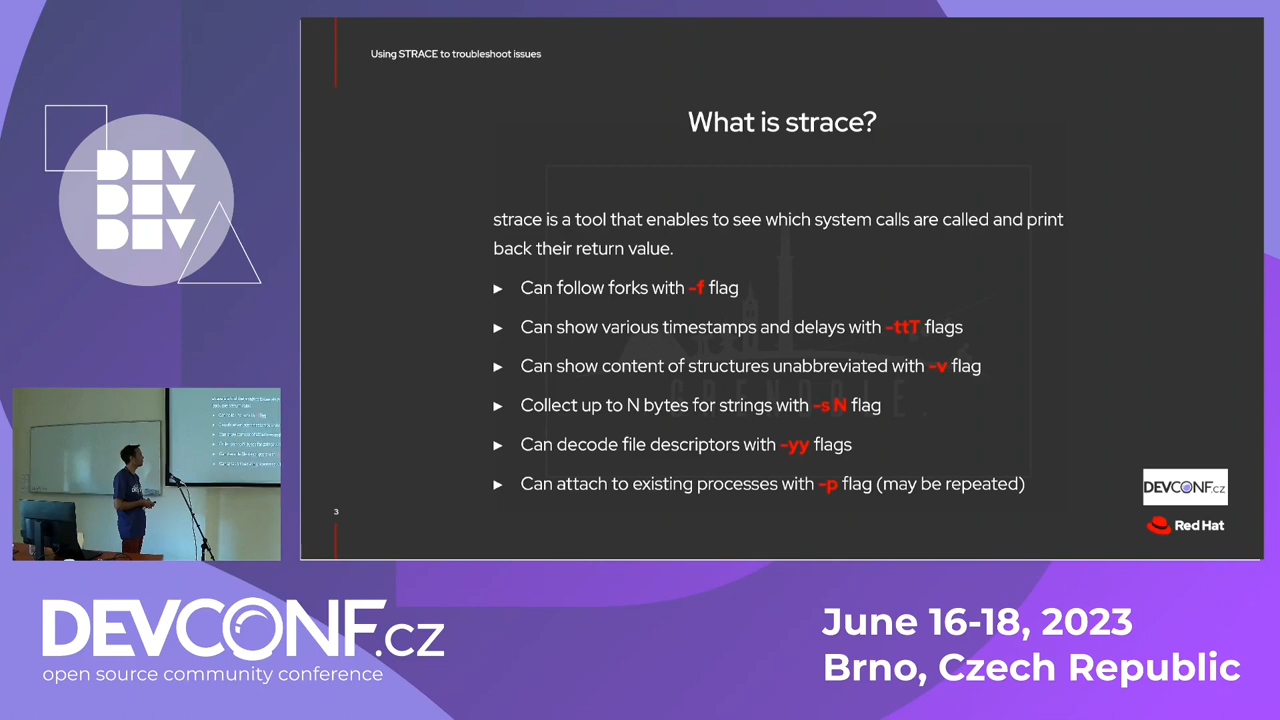 Using STRACE to troubleshoot issues
What is strace?
strace is a tool that enables to see which system calls are called and print
back their return value.
► Can follow forks with -f flag
► Can show various timestamps and delays with -ttT flags
► Can show content of structures unabbreviated with -v flag
► Collect up to N bytes for strings with -s N flag
► Can decode file descriptors with -yy flags
► Can attach to existing processes with -p flag (may be repeated)
3
DEVCONF.cz
Red Hat
DEV
DEV
DEV
GRENOBLE
DEVCONF.cz
open source community conference
June 16-18, 2023
Brno, Czech Republic